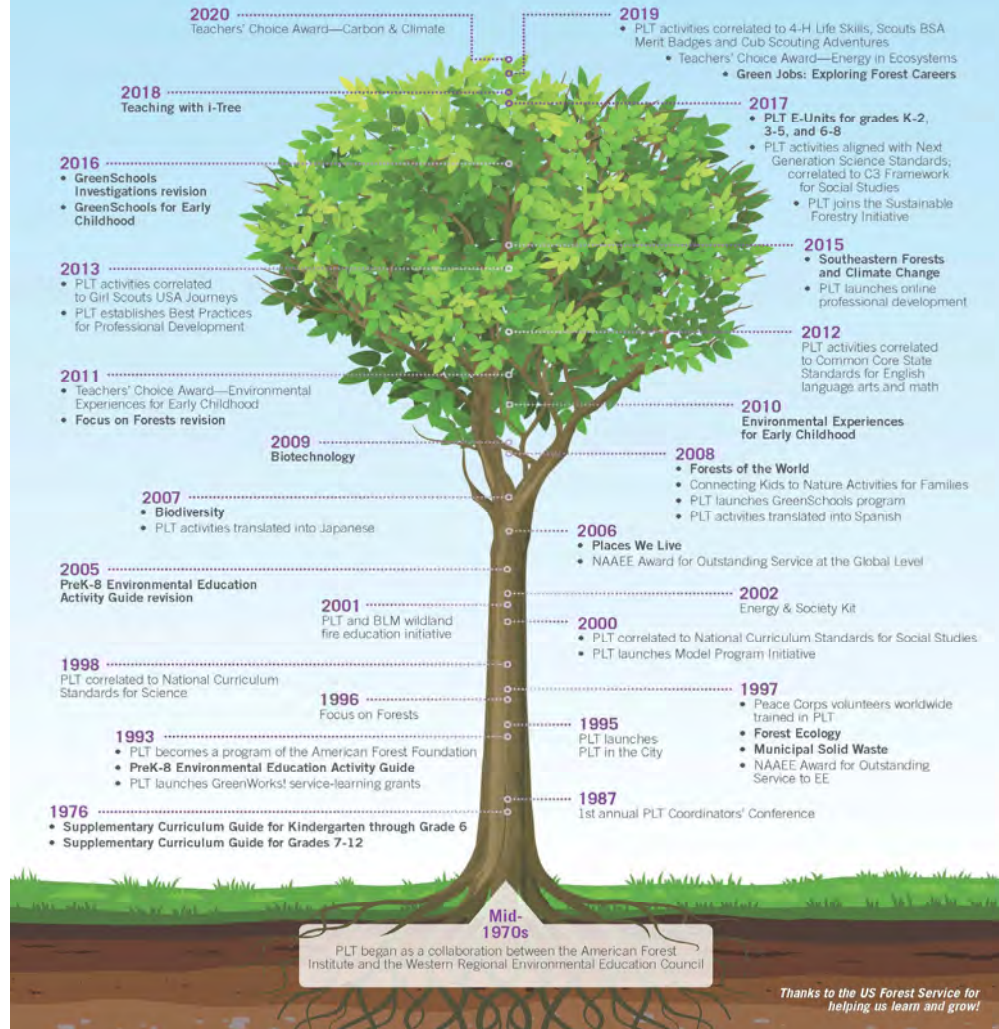 2020
Teachers' Choice Award—Carbon & Climate
2019
• PLT activities correlated to 4-H Life Skills, Scouts BSA
Merit Badges and Cub Scouting Adventures
• Teachers' Choice Award—Energy in Ecosystems
• Green Jobs: Exploring Forest Careers
2018
Teaching with i-Tree
2017
• PLT E-Units for grades K-2,
3-5, and 6-8
• PLT activities aligned with Next
Generation Science Standards;
correlated to C3 Framework
for Social Studies
• PLT joins the Sustainable
Forestry Initiative
2016
• GreenSchools
Investigations revision
• GreenSchools for Early
Childhood
2015
• Southeastern Forests
and Climate Change
• PLT launches online
professional development
2013
• PLT activities correlated
to Girl Scouts USA Journeys
• PLT establishes Best Practices
for Professional Development
2012
PLT activities correlated
to Common Core State
Standards for English
language arts and math
2011
• Teachers' Choice Award—Environmental
Experiences for Early Childhood
• Focus on Forests revision
2010
Environmental Experiences
for Early Childhood
2009
Biotechnology
2008
• Forests of the World
• Connecting Kids to Nature Activities for Families
• PLT launches GreenSchools program
• PLT activities translated into Spanish
2007
• Biodiversity
• PLT activities translated into Japanese
2006
• Places We Live
• NAAEE Award for Outstanding Service at the Global Level
2005
PreK-8 Environmental Education
Activity Guide revision
2002
Energy & Society Kit
2001
PLT and BLM wildland
fire education initiative
2000
• PLT correlated to National Curriculum Standards for Social Studies
• PLT launches Model Program Initiative
1998
PLT correlated to National Curriculum
Standards for Science
1997
• Peace Corps volunteers worldwide
trained in PLT
• Forest Ecology
• Municipal Solid Waste
• NAAEE Award for Outstanding
Service to EE
1996
Focus on Forests
1995
PLT launches
PLT in the City
1993
• PLT becomes a program of the American Forest Foundation
• PreK-8 Environmental Education Activity Guide
• PLT launches GreenWorks! service-learning grants
1987
1st annual PLT Coordinators' Conference
1976
• Supplementary Curriculum Guide for Kindergarten through Grade 6
• Supplementary Curriculum Guide for Grades 7-12
Mid-
1970s
PLT began as a collaboration between the American Forest
Institute and the Western Regional Environmental Education Council
Thanks to the US Forest Service for
helping us learn and grow!